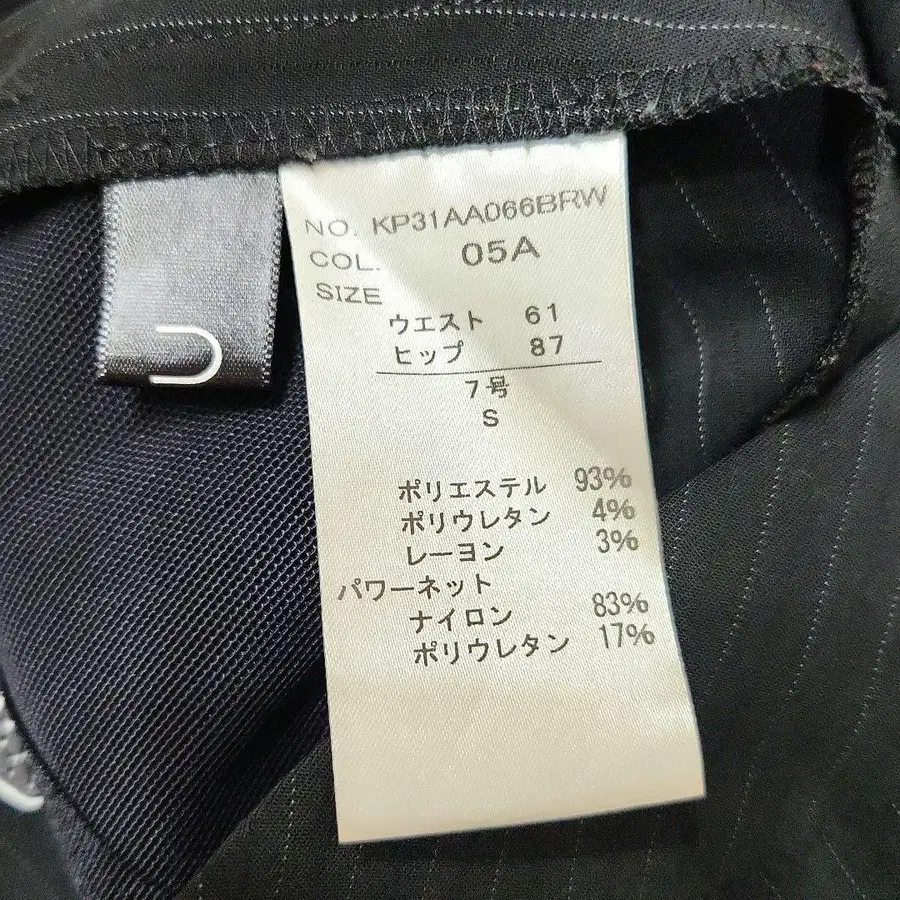 NO. KP31AA066BRW
COL. 05A
SIZE
ウエスト 61
ヒップ 87
7号
S
ポリエステル 93%
ポリウレタン 4%
レーヨン 3%
パワーネット
ナイロン 83%
ポリウレタン 17%